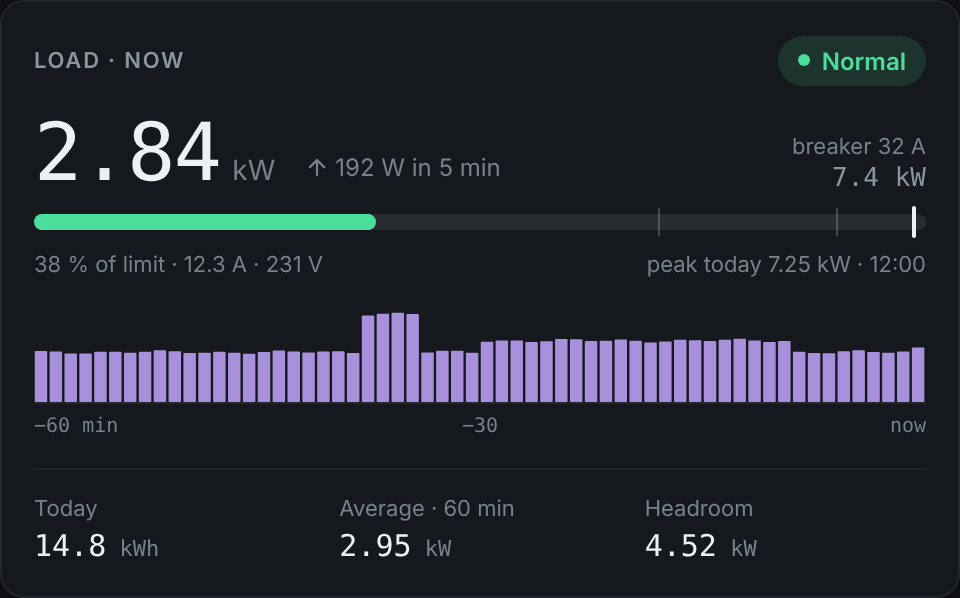 LOAD · NOW
Normal
2.84 kW ↑ 192 W in 5 min
breaker 32 A
7.4 kW
38 % of limit · 12.3 A · 231 V
peak today 7.25 kW · 12:00
−60 min
−30
now
Today
14.8 kWh
Average · 60 min
2.95 kW
Headroom
4.52 kW